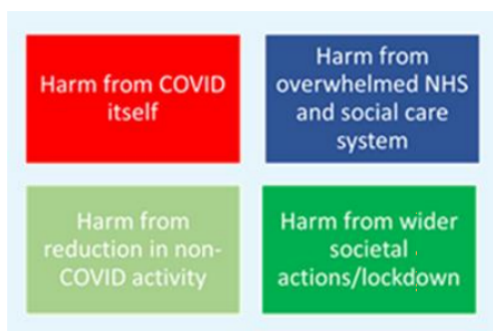 Harm from COVID
itself
Harm from
overwhelmed NHS
and social care
system
Harm from
reduction in non-
COVID activity
Harm from wider
societal
actions/lockdown